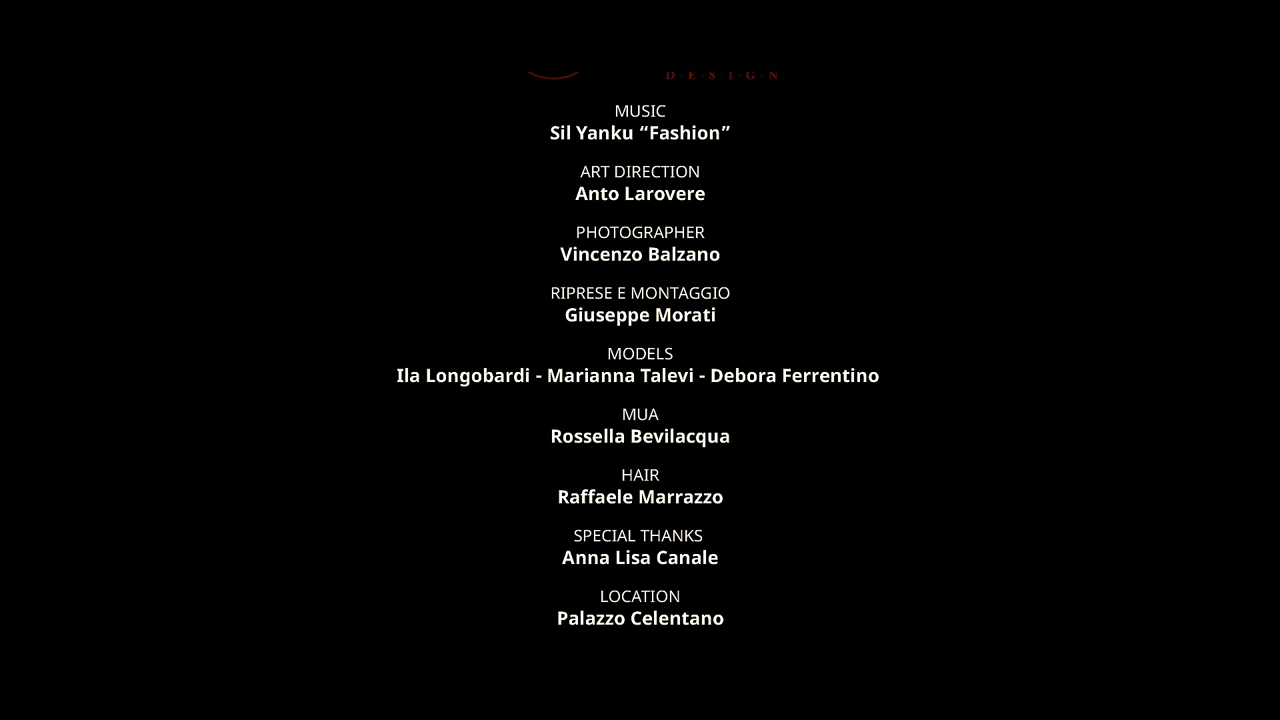 D·E·S·I·G·N
MUSIC
Sil Yanku “Fashion”
ART DIRECTION
Anto Larovere
PHOTOGRAPHER
Vincenzo Balzano
RIPRESE E MONTAGGIO
Giuseppe Morati
MODELS
Ila Longobardi - Marianna Talevi - Debora Ferrentino
MUA
Rossella Bevilacqua
HAIR
Raffaele Marrazzo
SPECIAL THANKS
Anna Lisa Canale
LOCATION
Palazzo Celentano